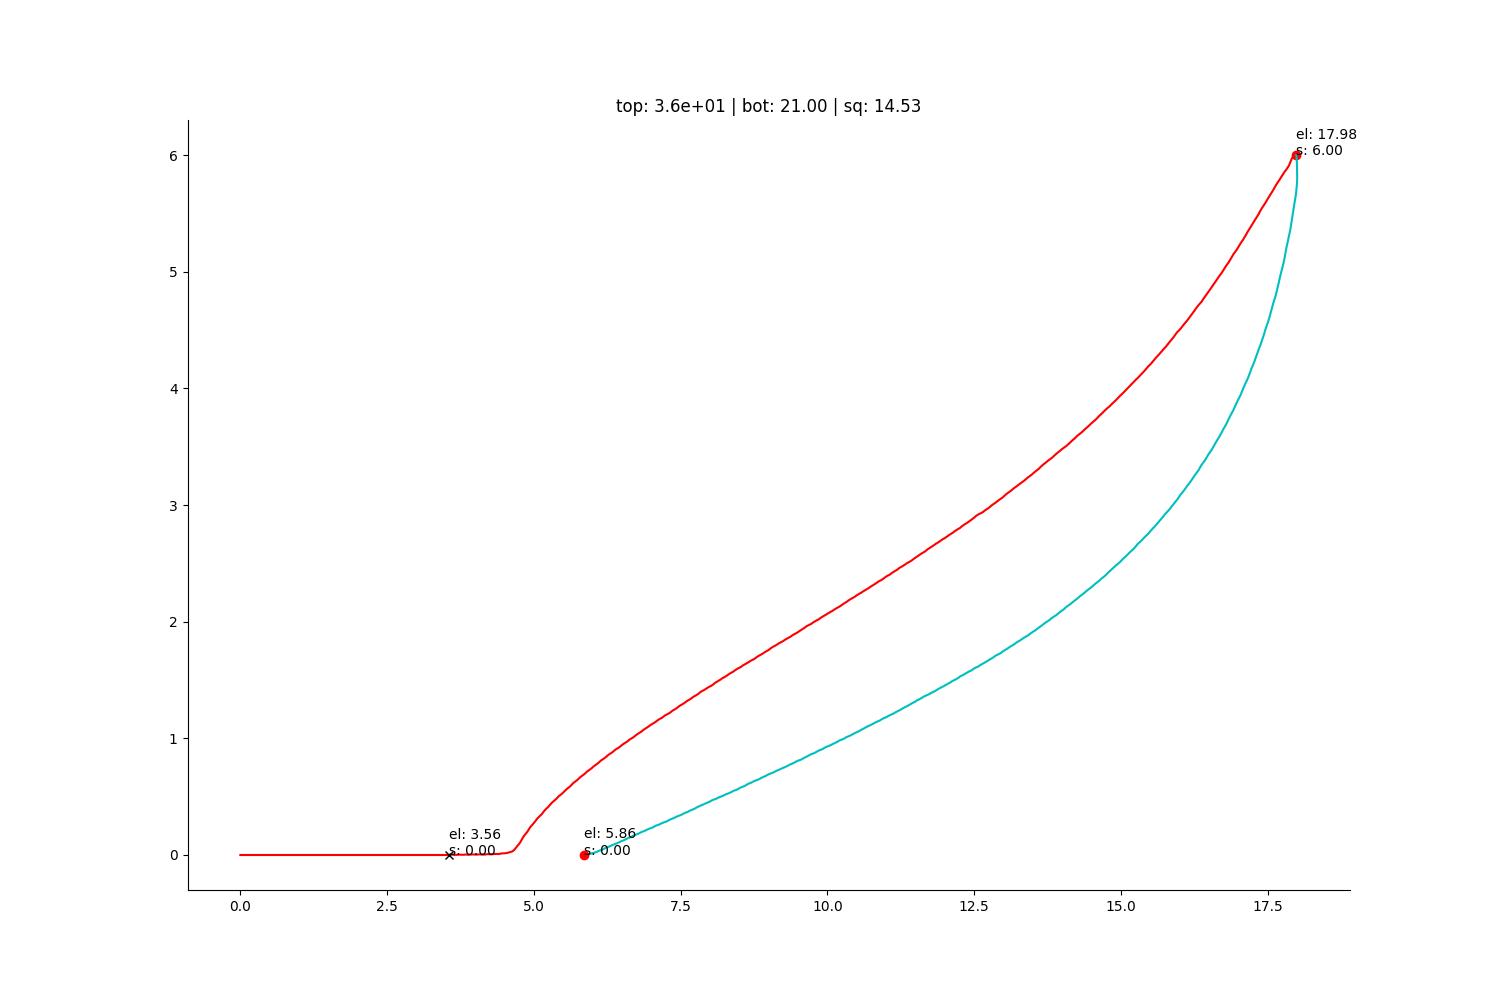 top: 3.6e+01 | bot: 21.00 | sq: 14.53
el: 17.98
s: 6.00
6
5
4
3
2
1
0
el: 3.56
s: 0.00
el: 5.86
s: 0.00
0.0 2.5 5.0 7.5 10.0 12.5 15.0 17.5